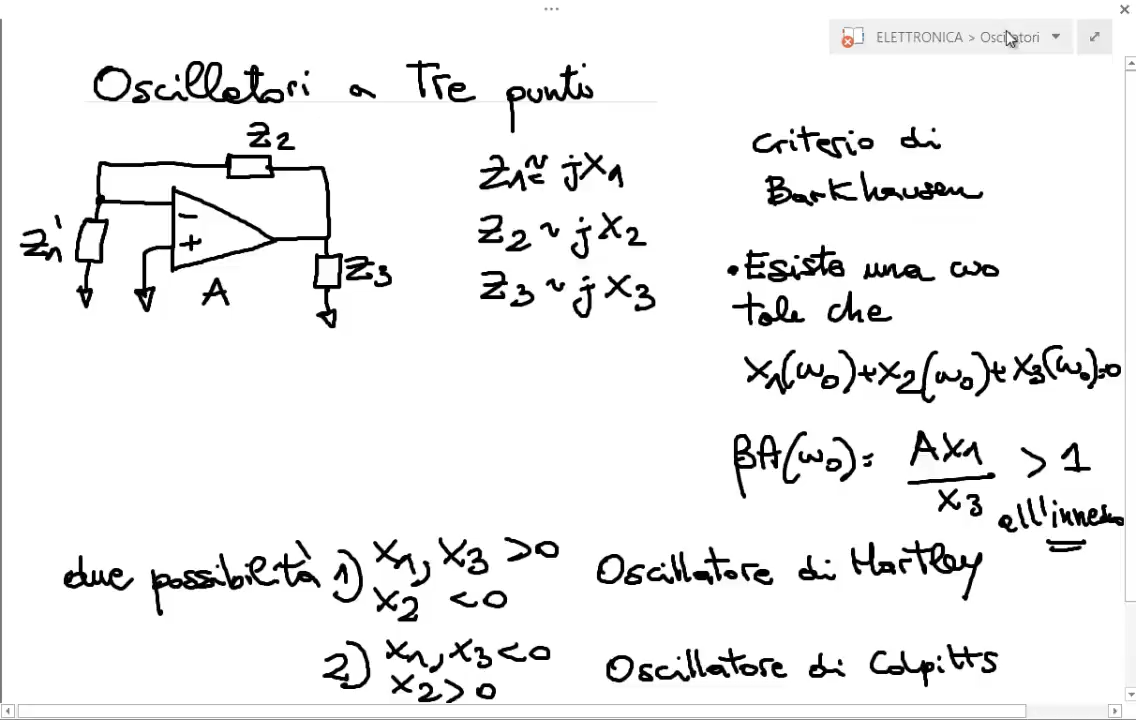 ELETTRONICA > Oscillatori
Oscillatori a Tre punti
Z2
Z1
-
+
A
Z3
Z1 ≈ jX1
Z2 ~ jX2
Z3 ~ jX3
Criterio di
Barkhausen
• Esista una ω0
tale che
X1(ω0)+X2(ω0)+X3(ω0)=0
βA(ω0) = AX1 / X3 > 1
all'innesco
due possibilità 1) X1, X3 > 0 Oscillatore di Hartley
X2 < 0
2) X1, X3 < 0 Oscillatore di Colpitts
X2 > 0